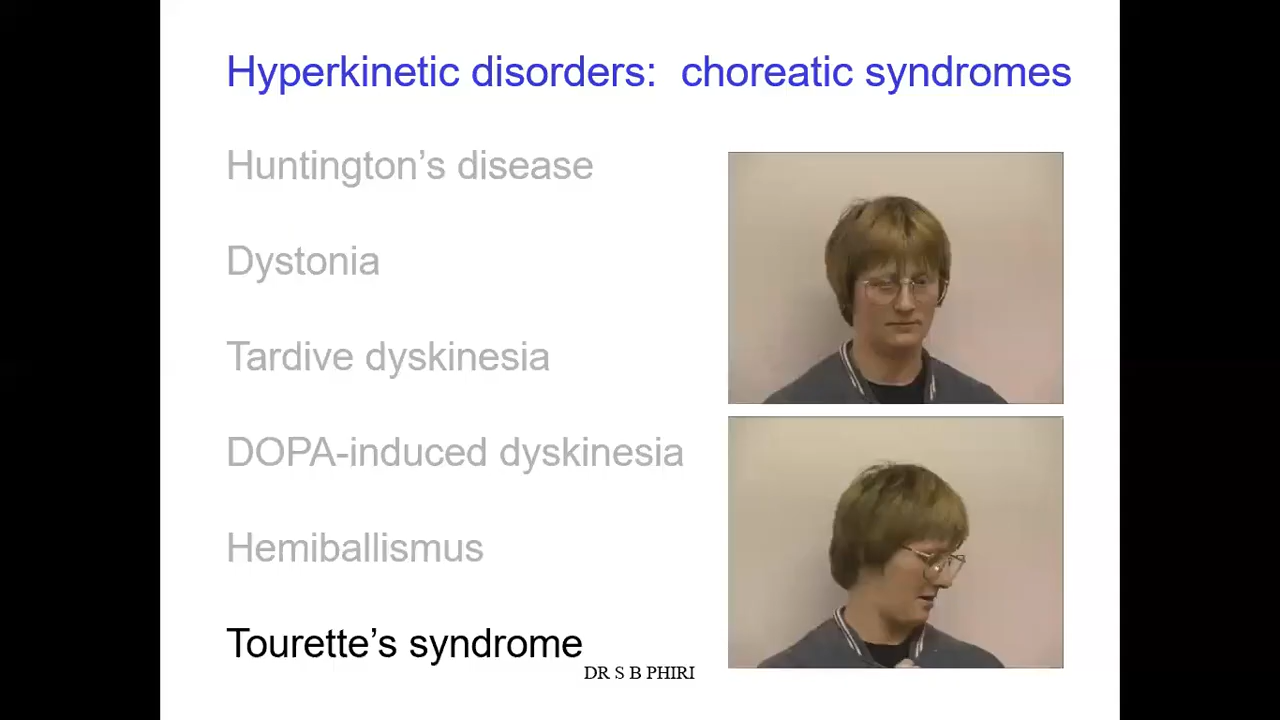 Hyperkinetic disorders:  choreatic syndromes
Huntington’s disease
Dystonia
Tardive dyskinesia
DOPA-induced dyskinesia
Hemiballismus
Tourette’s syndrome
DR S B PHIRI